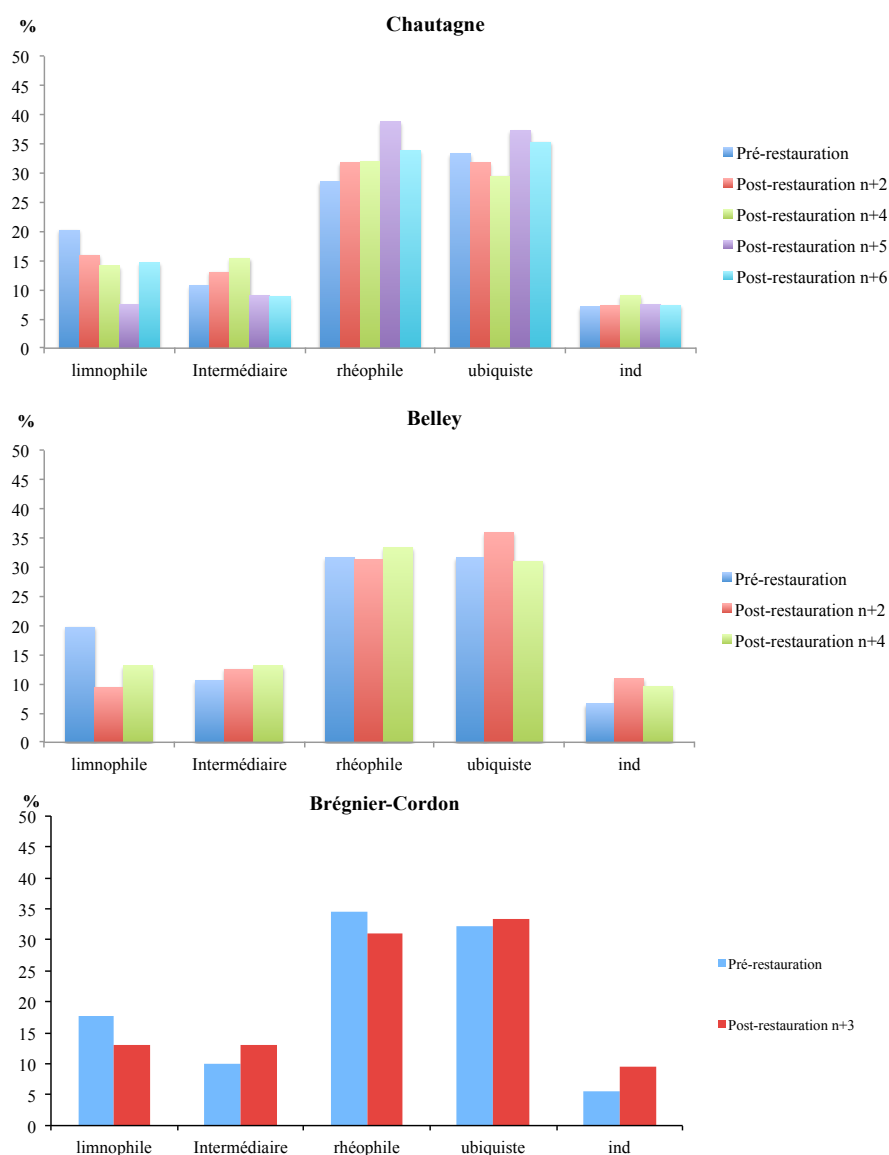 Chautagne
%
50
45
40
35
30
25
20
15
10
5
0
limnophile Intermédiaire rhéophile ubiquiste ind
Pré-restauration
Post-restauration n+2
Post-restauration n+4
Post-restauration n+5
Post-restauration n+6
Belley
%
50
45
40
35
30
25
20
15
10
5
0
limnophile Intermédiaire rhéophile ubiquiste ind
Pré-restauration
Post-restauration n+2
Post-restauration n+4
Brégnier-Cordon
%
50
45
40
35
30
25
20
15
10
5
0
limnophile Intermédiaire rhéophile ubiquiste ind
Pré-restauration
Post-restauration n+3